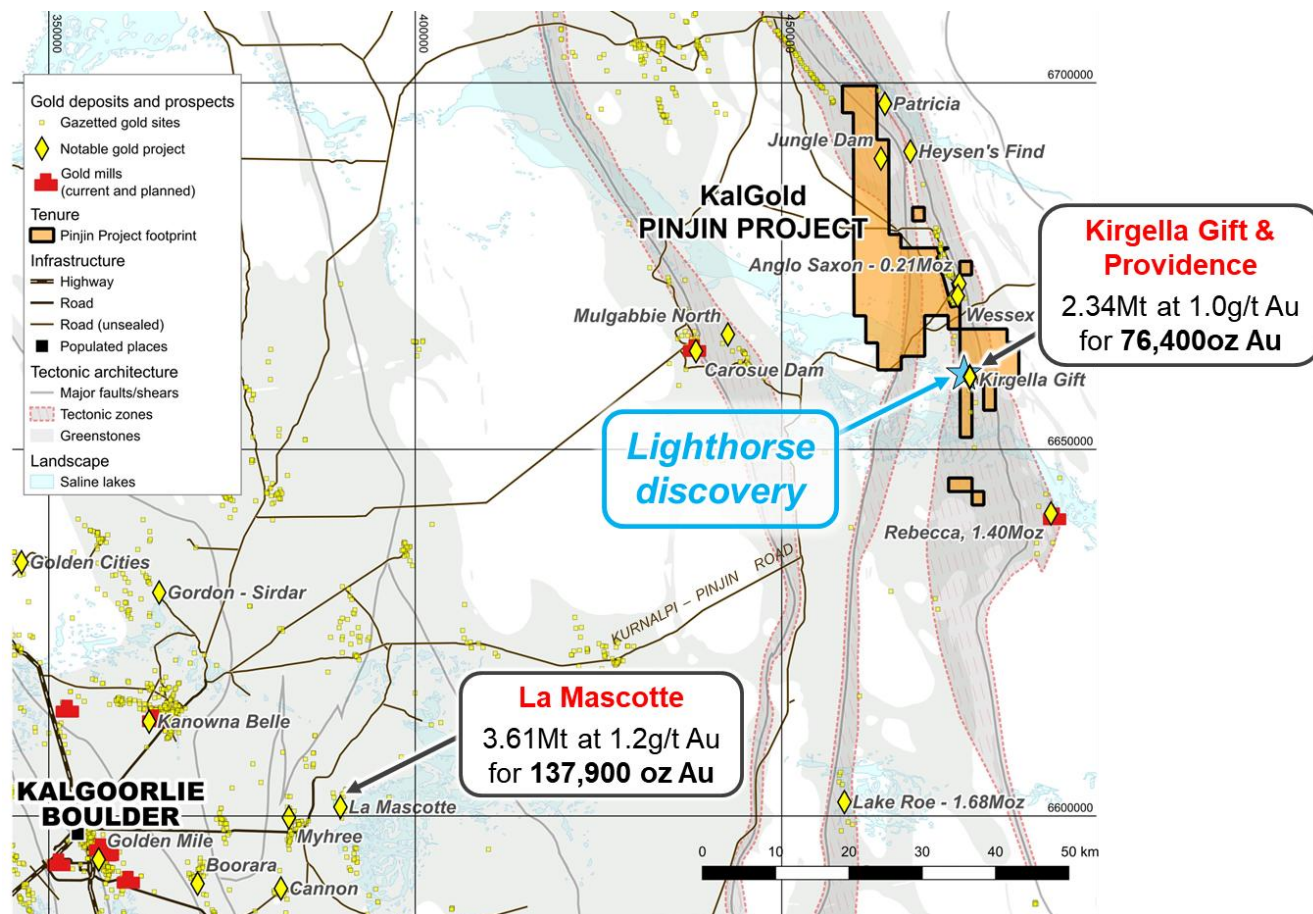 350000
400000
450000
6700000
6650000
6600000
Gold deposits and prospects
Gazetted gold sites
Notable gold project
Gold mills
(current and planned)
Tenure
Pinjin Project footprint
Infrastructure
Highway
Road
Road (unsealed)
Populated places
Tectonic architecture
Major faults/shears
Tectonic zones
Greenstones
Landscape
Saline lakes
Patricia
Jungle Dam
Heysen's Find
KalGold
PINJIN PROJECT
Anglo Saxon - 0.21Moz
Wessex
Kirgella Gift &
Providence
2.34Mt at 1.0g/t Au
for 76,400oz Au
Mulgabbie North
Carosue Dam
Kirgella Gift
Lighthorse
discovery
Rebecca, 1.40Moz
Golden Cities
Gordon - Sirdar
KURNALPI – PINJIN ROAD
La Mascotte
3.61Mt at 1.2g/t Au
for 137,900 oz Au
Kanowna Belle
KALGOORLIE
BOULDER
La Mascotte
Lake Roe - 1.68Moz
Golden Mile
Myhree
Boorara
Cannon
0 10 20 30 40 50 km